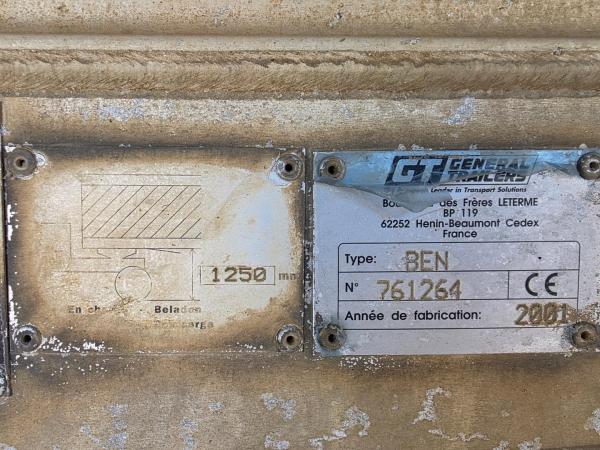 1250 mm
En - Beladen
GT GENERAL
TRAILERS
Leader in Transport Solutions
des Frères LETERME
BP 119
62252 Henin-Beaumont Cedex
France
Type: BEN
N° 761264 CE
Année de fabrication: 2001